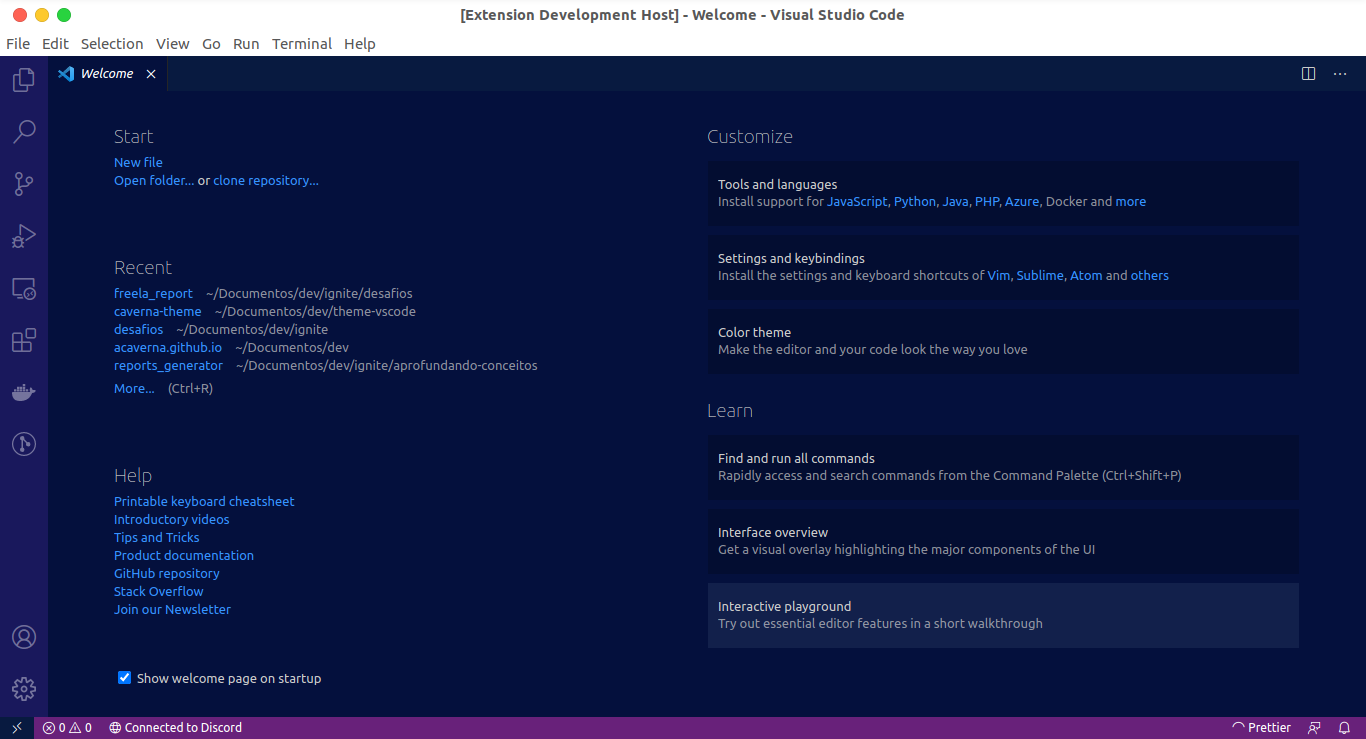 [Extension Development Host] - Welcome - Visual Studio Code
File Edit Selection View Go Run Terminal Help
Welcome
Start
New file
Open folder... or clone repository...
Recent
freela_report ~/Documentos/dev/ignite/desafios
caverna-theme ~/Documentos/dev/theme-vscode
desafios ~/Documentos/dev/ignite
acaverna.github.io ~/Documentos/dev
reports_generator ~/Documentos/dev/ignite/aprofundando-conceitos
More... (Ctrl+R)
Help
Printable keyboard cheatsheet
Introductory videos
Tips and Tricks
Product documentation
GitHub repository
Stack Overflow
Join our Newsletter
Show welcome page on startup
Customize
Tools and languages
Install support for JavaScript, Python, Java, PHP, Azure, Docker and more
Settings and keybindings
Install the settings and keyboard shortcuts of Vim, Sublime, Atom and others
Color theme
Make the editor and your code look the way you love
Learn
Find and run all commands
Rapidly access and search commands from the Command Palette (Ctrl+Shift+P)
Interface overview
Get a visual overlay highlighting the major components of the UI
Interactive playground
Try out essential editor features in a short walkthrough
0 0 Connected to Discord Prettier